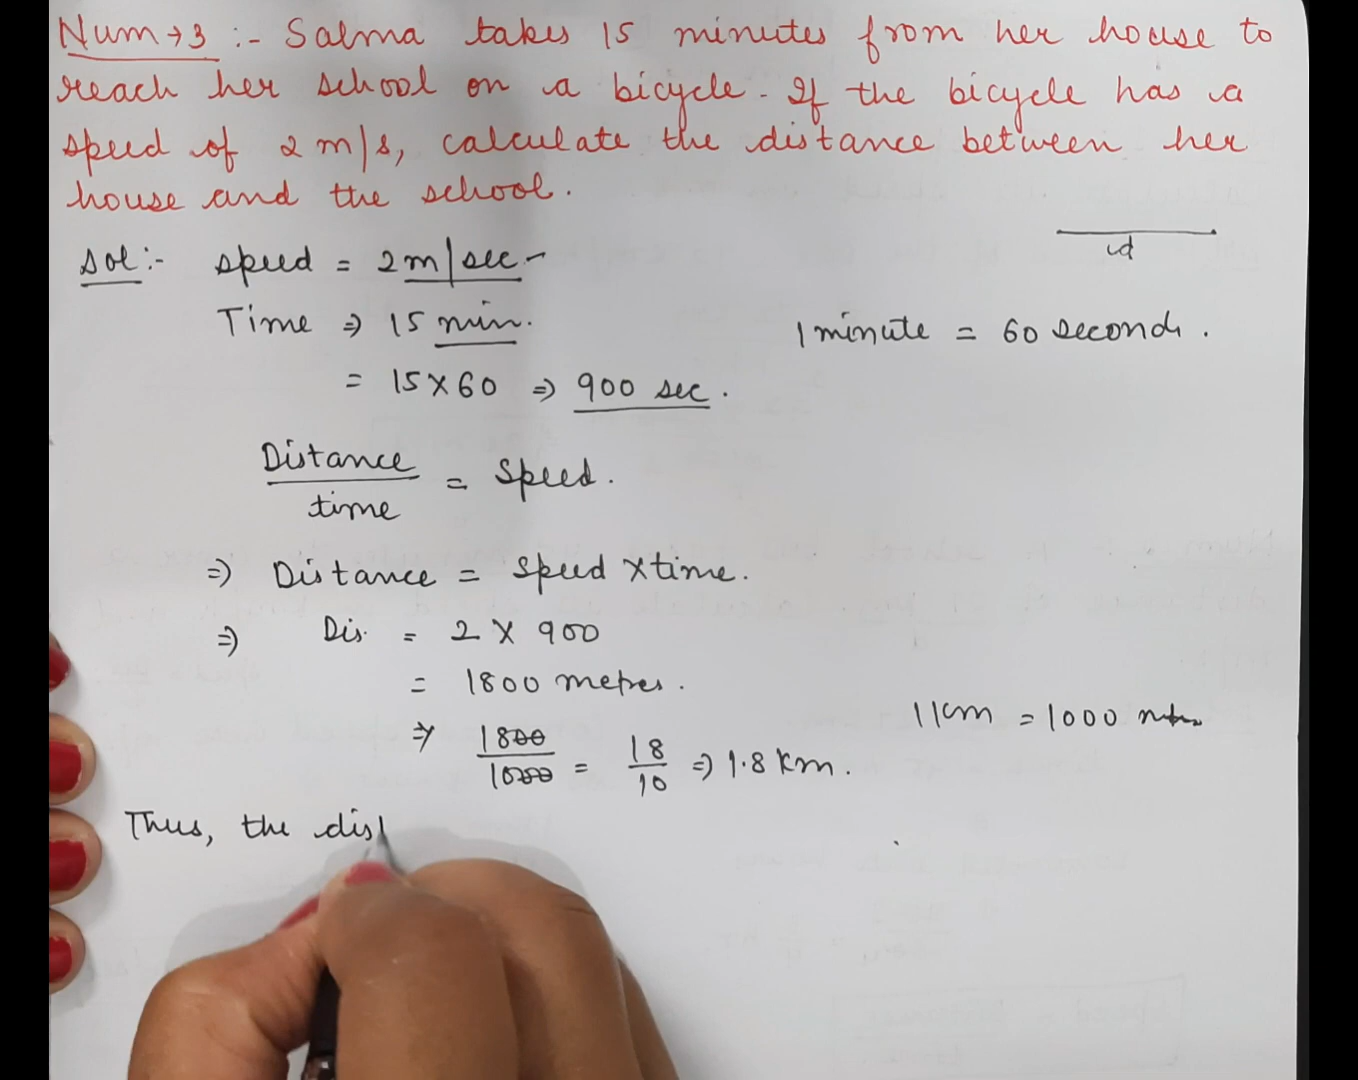 Num→3 :- Salma takes 15 minutes from her house to
reach her school on a bicycle. If the bicycle has a
speed of 2 m/s, calculate the distance between her
house and the school.
d
Sol:- speed = 2m/sec -
Time ⇒ 15 min.
1 minute = 60 seconds.
= 15×60 ⇒ 900 sec.
Distance
time
= Speed.
⇒ Distance = speed × time.
⇒ Dis. = 2 × 900
= 1800 metres.
1 km = 1000
⇒ 1800/1000 = 18/10 ⇒ 1.8 km.
Thus, the dist